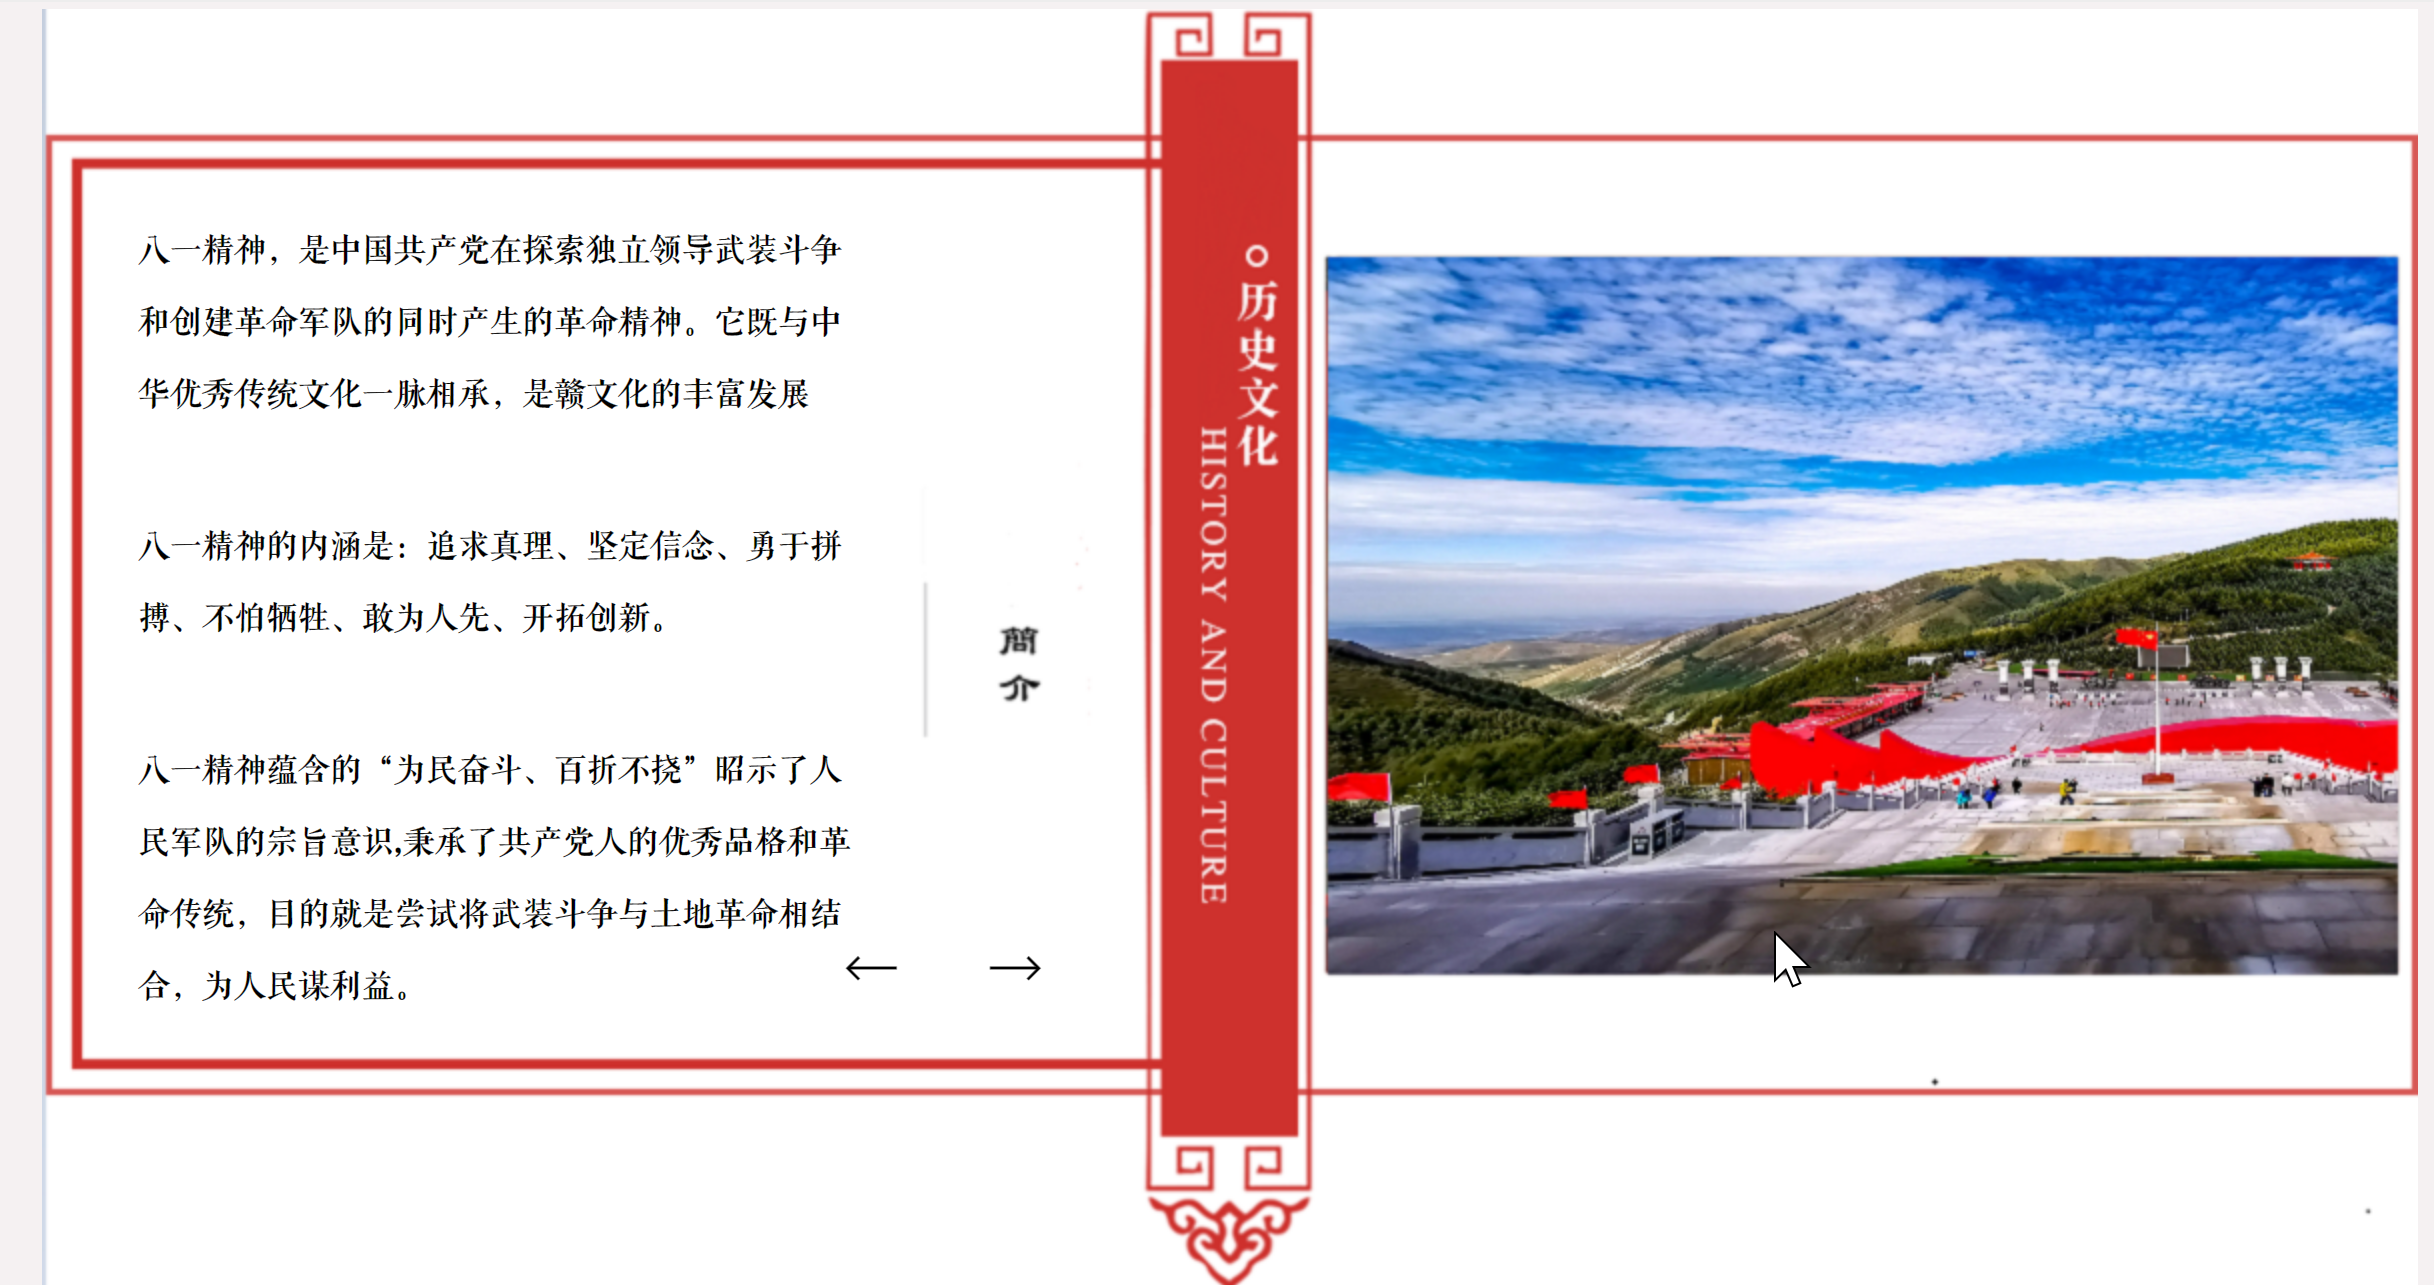 八一精神，是中国共产党在探索独立领导武装斗争
和创建革命军队的同时产生的革命精神。它既与中
华优秀传统文化一脉相承，是赣文化的丰富发展
八一精神的内涵是：追求真理、坚定信念、勇于拼
搏、不怕牺牲、敢为人先、开拓创新。
八一精神蕴含的“为民奋斗、百折不挠”昭示了人
民军队的宗旨意识,秉承了共产党人的优秀品格和革
命传统，目的就是尝试将武装斗争与土地革命相结
合，为人民谋利益。
簡介
历史文化
HISTORY AND CULTURE